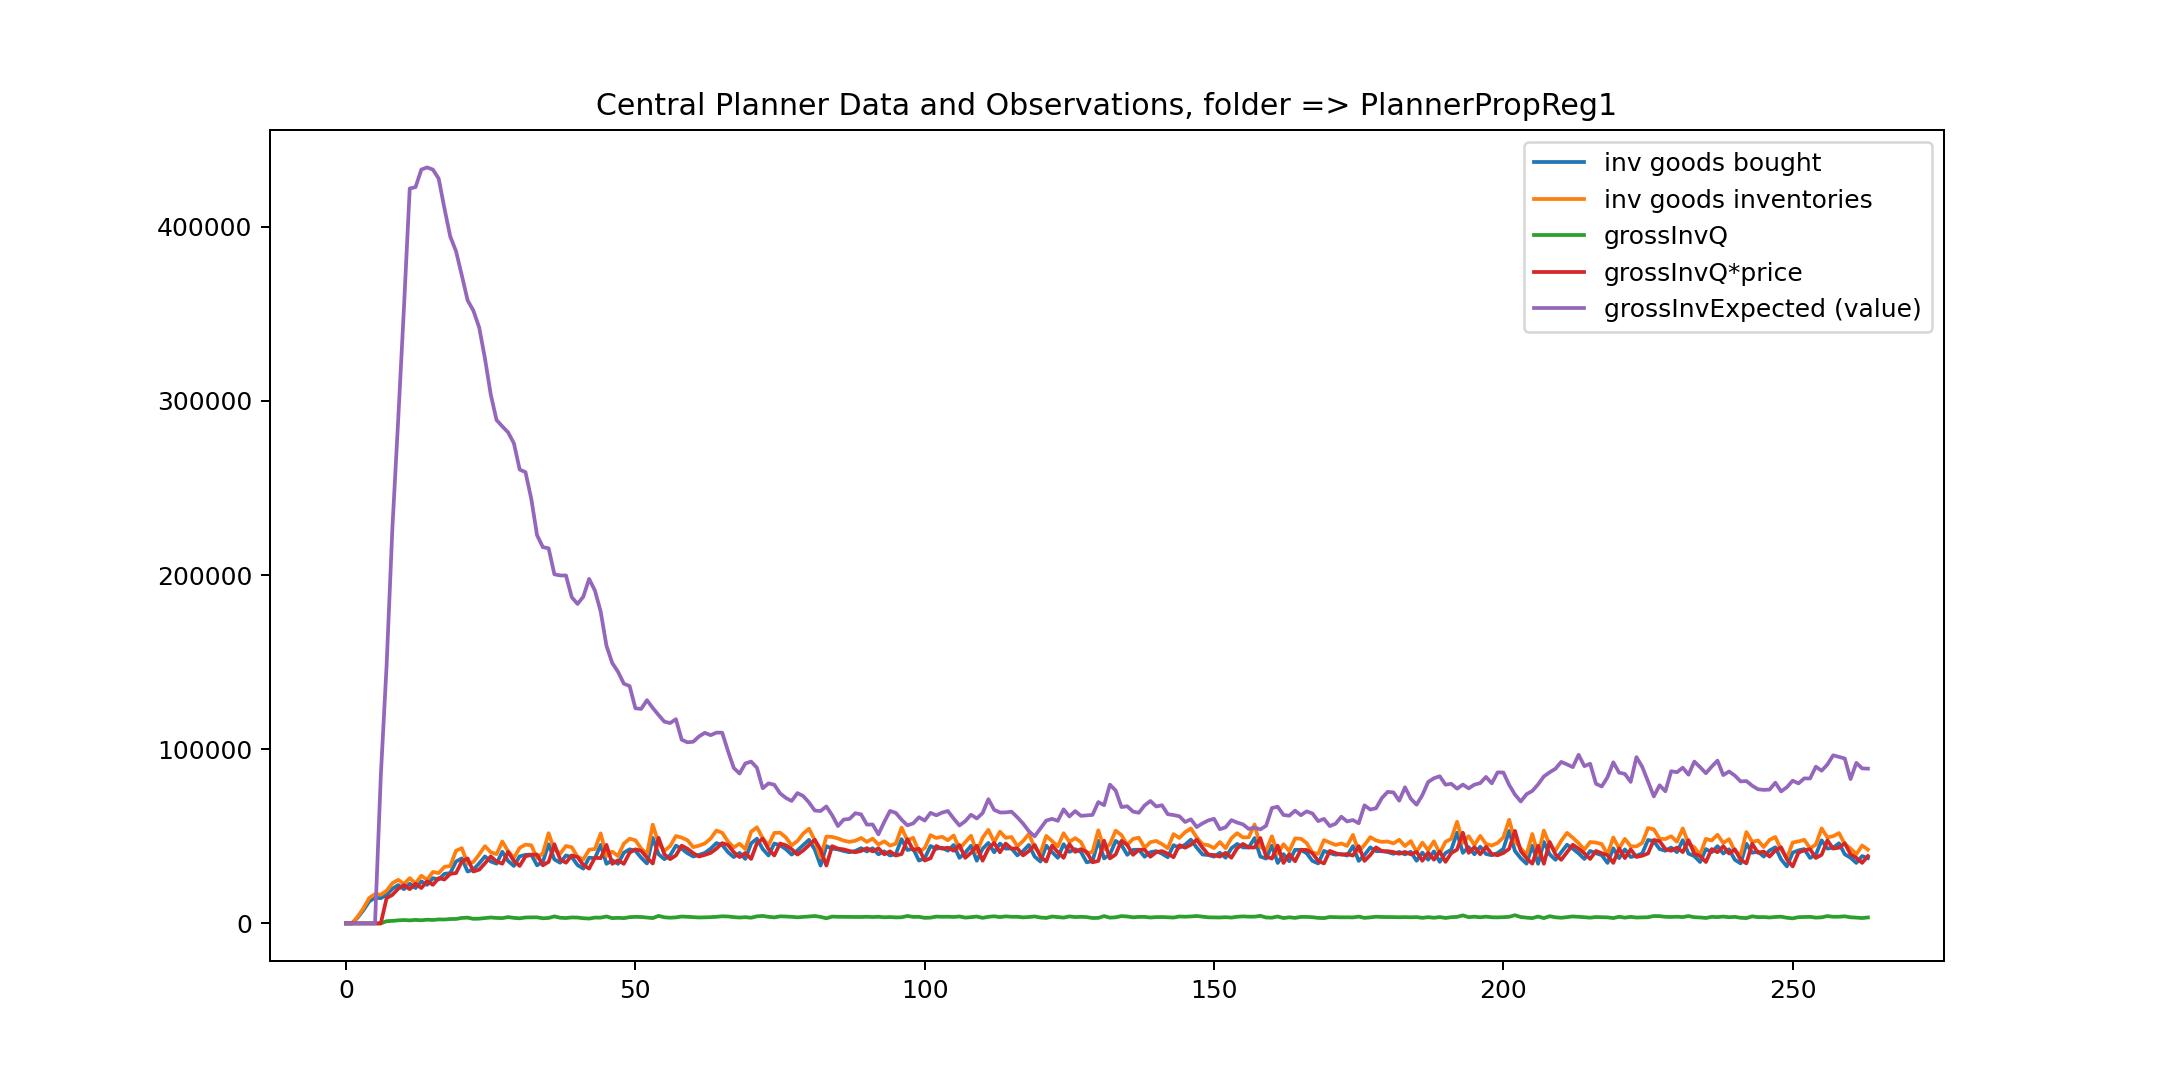 Central Planner Data and Observations, folder => PlannerPropReg1
inv goods bought
inv goods inventories
grossInvQ
grossInvQ*price
grossInvExpected (value)
400000
300000
200000
100000
0
0 50 100 150 200 250